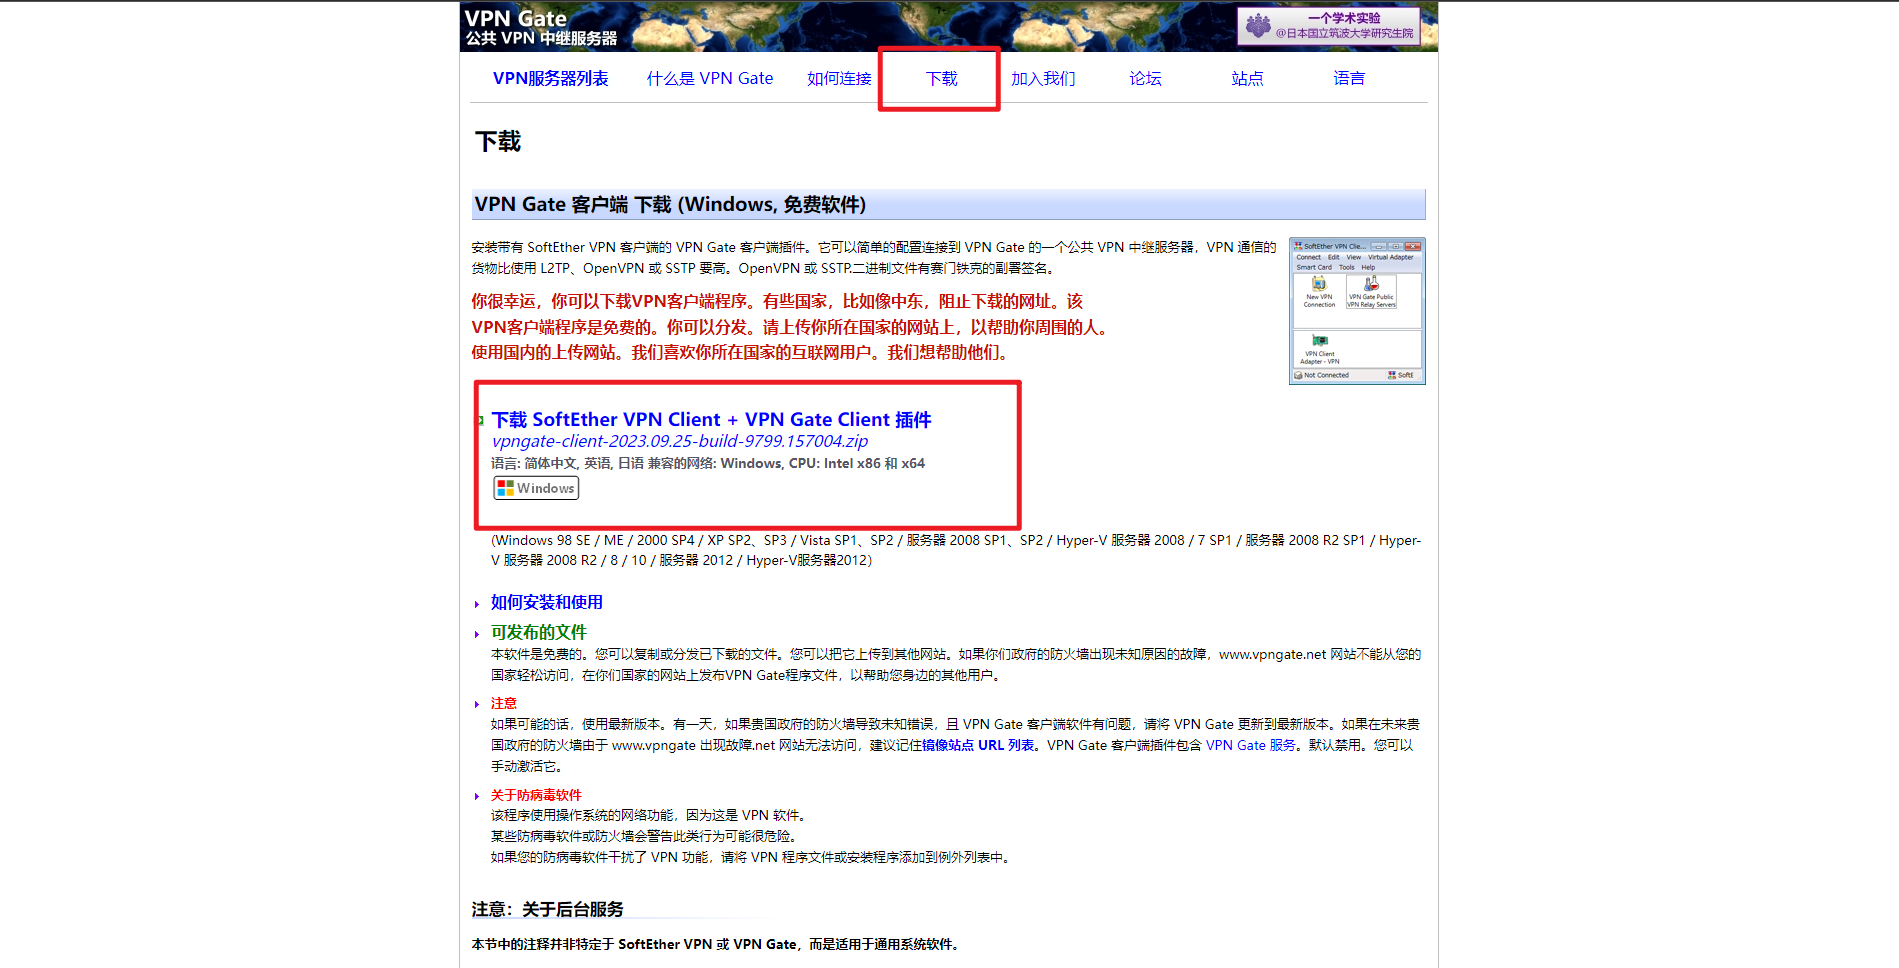 VPN Gate
公共 VPN 中继服务器
一个学术实验
@日本国立筑波大学研究生院
VPN服务器列表 什么是 VPN Gate 如何连接 下载 加入我们 论坛 站点 语言
下载
VPN Gate 客户端 下载 (Windows, 免费软件)
安装带有 SoftEther VPN 客户端的 VPN Gate 客户端插件。它可以简单的配置连接到 VPN Gate 的一个公共 VPN 中继服务器，VPN 通信的
货物比使用 L2TP、OpenVPN 或 SSTP 要高。OpenVPN 或 SSTP.二进制文件有赛门铁克的副署签名。
SoftEther VPN Clie...
Connect Edit View Virtual Adapter
Smart Card Tools Help
New VPN
Connection
VPN Gate Public
VPN Relay Servers
VPN Client
Adapter - VPN
Not Connected SoftE
你很幸运，你可以下载VPN客户端程序。有些国家，比如像中东，阻止下载的网址。该
VPN客户端程序是免费的。你可以分发。请上传你所在国家的网站上，以帮助你周围的人。
使用国内的上传网站。我们喜欢你所在国家的互联网用户。我们想帮助他们。
下载 SoftEther VPN Client + VPN Gate Client 插件
vpngate-client-2023.09.25-build-9799.157004.zip
语言: 简体中文, 英语, 日语 兼容的网络: Windows, CPU: Intel x86 和 x64
Windows
(Windows 98 SE / ME / 2000 SP4 / XP SP2、SP3 / Vista SP1、SP2 / 服务器 2008 SP1、SP2 / Hyper-V 服务器 2008 / 7 SP1 / 服务器 2008 R2 SP1 / Hyper-
V 服务器 2008 R2 / 8 / 10 / 服务器 2012 / Hyper-V服务器2012)
如何安装和使用
可发布的文件
本软件是免费的。您可以复制或分发已下载的文件。您可以把它上传到其他网站。如果你们政府的防火墙出现未知原因的故障，www.vpngate.net 网站不能从您的
国家轻松访问，在你们国家的网站上发布VPN Gate程序文件，以帮助您身边的其他用户。
注意
如果可能的话，使用最新版本。有一天，如果贵国政府的防火墙导致未知错误，且 VPN Gate 客户端软件有问题，请将 VPN Gate 更新到最新版本。如果在未来贵
国政府的防火墙由于 www.vpngate 出现故障.net 网站无法访问，建议记住镜像站点 URL 列表。VPN Gate 客户端插件包含 VPN Gate 服务。默认禁用。您可以
手动激活它。
关于防病毒软件
该程序使用操作系统的网络功能，因为这是 VPN 软件。
某些防病毒软件或防火墙会警告此类行为可能很危险。
如果您的防病毒软件干扰了 VPN 功能，请将 VPN 程序文件或安装程序添加到例外列表中。
注意：关于后台服务
本节中的注释并非特定于 SoftEther VPN 或 VPN Gate，而是适用于通用系统软件。